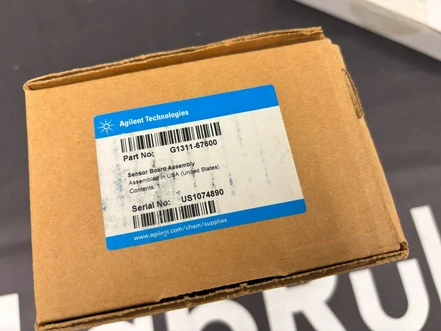 Agilent Technologies
Part No: G1311-67600
Sensor Board Assembly
Assembled in USA (United States)
Contents:
Serial No: US1074890
www.agilent.com/chem/supplies